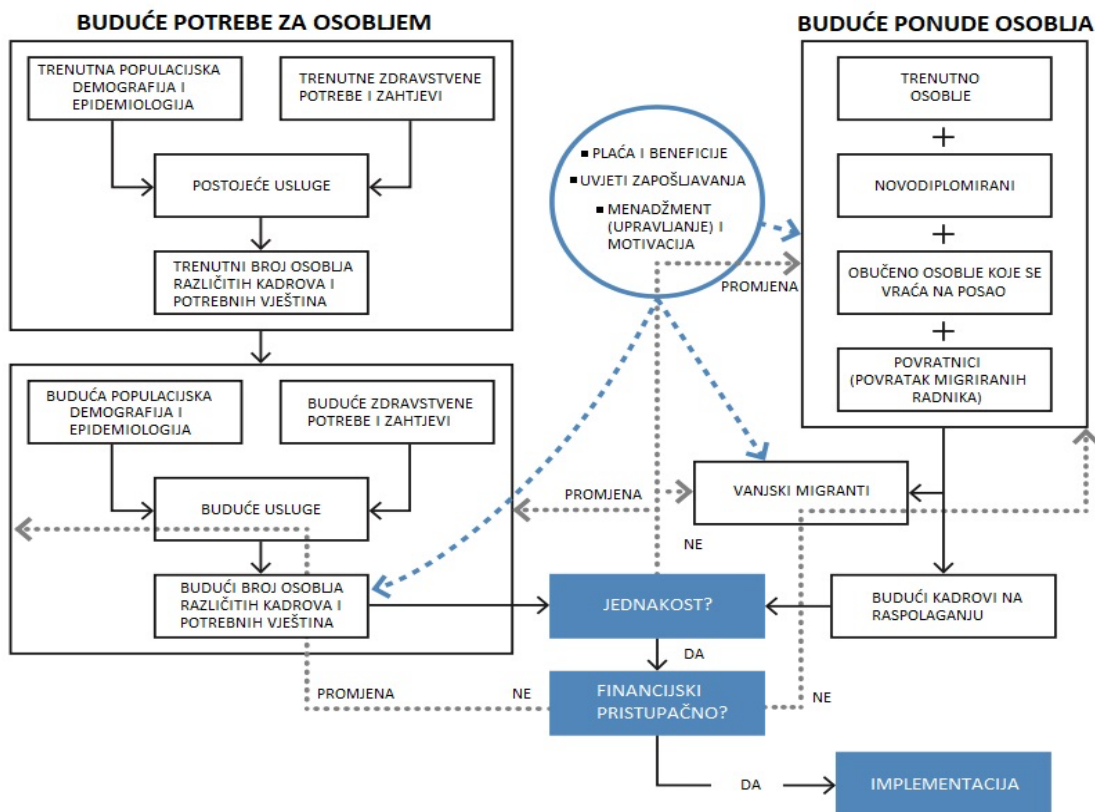 BUDUĆE POTREBE ZA OSOBLJEM
TRENUTNA POPULACIJSKA
DEMOGRAFIJA I
EPIDEMIOLOGIJA
TRENUTNE ZDRAVSTVENE
POTREBE I ZAHTJEVI
POSTOJEĆE USLUGE
TRENUTNI BROJ OSOBLJA
RAZLIČITIH KADROVA I
POTREBNIH VJEŠTINA
BUDUĆA POPULACIJSKA
DEMOGRAFIJA I
EPIDEMIOLOGIJA
BUDUĆE ZDRAVSTVENE
POTREBE I ZAHTJEVI
BUDUĆE USLUGE
BUDUĆI BROJ OSOBLJA
RAZLIČITIH KADROVA I
POTREBNIH VJEŠTINA
▪ PLAĆA I BENEFICIJE
▪ UVJETI ZAPOŠLJAVANJA
▪ MENADŽMENT
(UPRAVLJANJE) I
MOTIVACIJA
BUDUĆE PONUDE OSOBLJA
TRENUTNO
OSOBLJE
+
NOVODIPLOMIRANI
+
OBUČENO OSOBLJE KOJE SE
VRAĆA NA POSAO
+
POVRATNICI
(POVRATAK MIGRIRANIH
RADNIKA)
PROMJENA
PROMJENA
VANJSKI MIGRANTI
NE
JEDNAKOST?
BUDUĆI KADROVI NA
RASPOLAGANJU
DA
PROMJENA
NE
FINANCIJSKI
PRISTUPAČNO?
NE
DA
IMPLEMENTACIJA